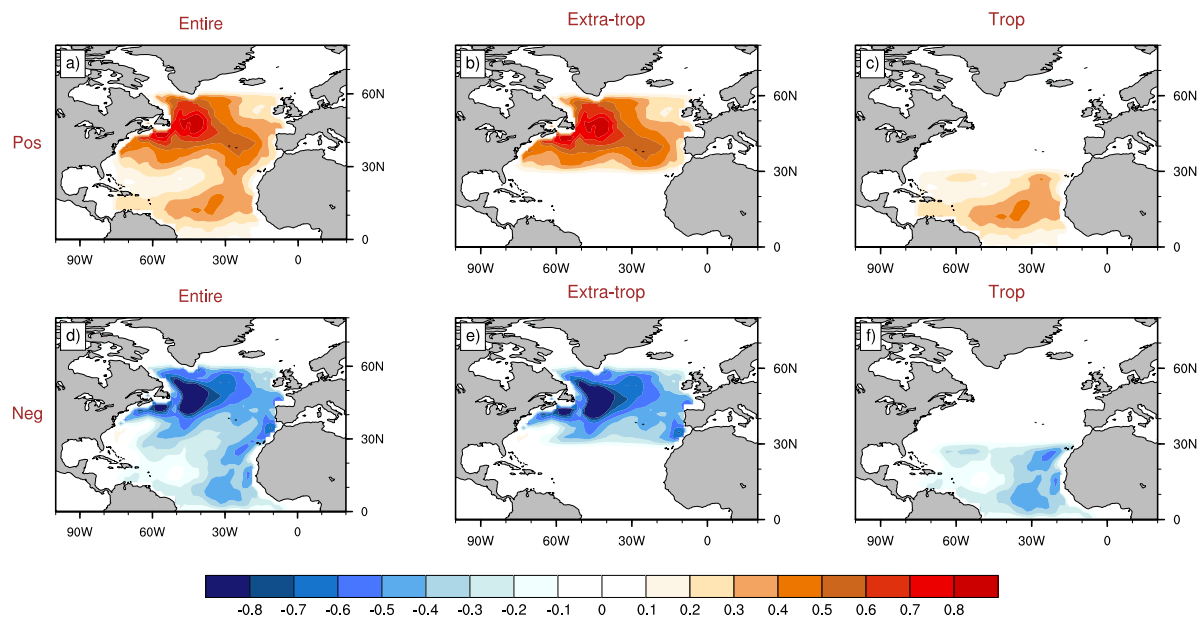 Entire Extra-trop Trop
a) b) c)
60N 60N 60N
Pos
30N 30N 30N
0 0 0
90W 60W 30W 0 90W 60W 30W 0 90W 60W 30W 0
Entire Extra-trop Trop
d) e) f)
60N 60N 60N
Neg
30N 30N 30N
0 0 0
90W 60W 30W 0 90W 60W 30W 0 90W 60W 30W 0
-0.8 -0.7 -0.6 -0.5 -0.4 -0.3 -0.2 -0.1 0 0.1 0.2 0.3 0.4 0.5 0.6 0.7 0.8